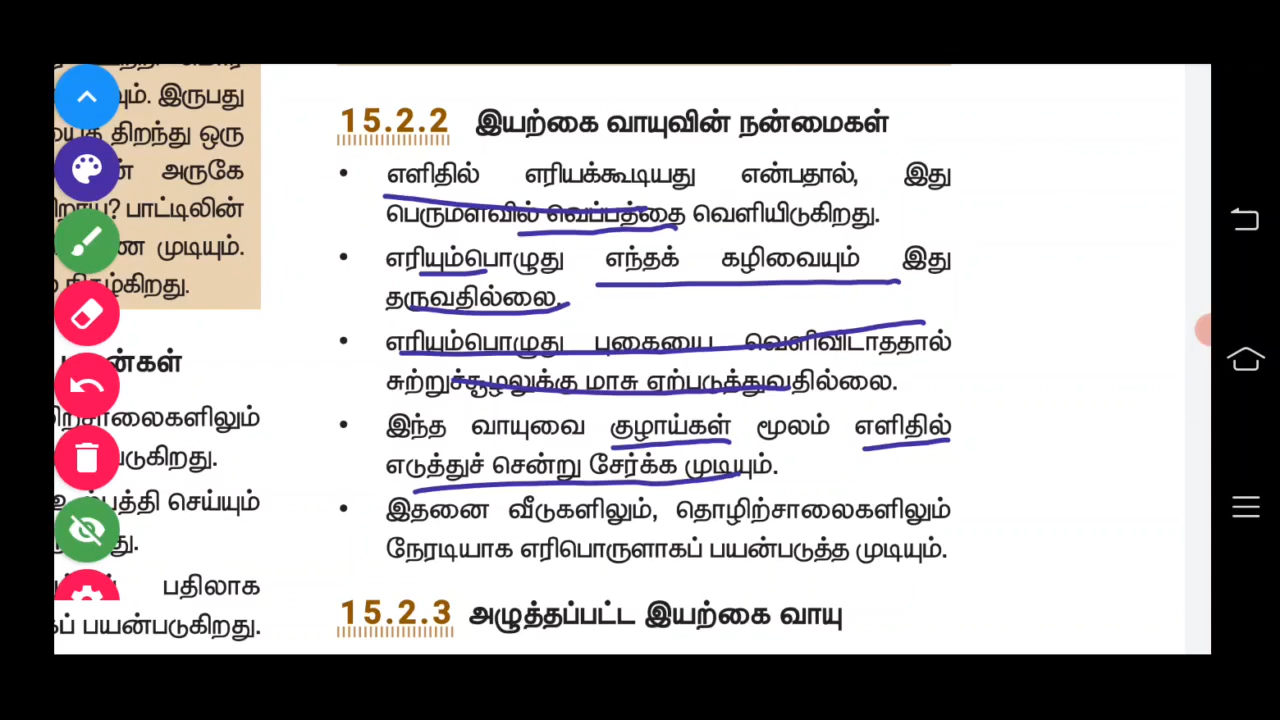 வும். இருபது
திறந்து ஒரு
அருகே
பாட்டிலின்
முடியும்.
கிறது.
ன்கள்
சாலைகளிலும்
படுகிறது.
செய்யும்
பதிலாக
பயன்படுகிறது.
15.2.2 இயற்கை வாயுவின் நன்மைகள்
• எளிதில் எரியக்கூடியது என்பதால், இது
பெருமளவில் வெப்பத்தை வெளியிடுகிறது.
• எரியும்பொழுது எந்தக் கழிவையும் இது
தருவதில்லை.
• எரியும்பொழுது புகையை வெளிவிடாததால்
சுற்றுச்சூழலுக்கு மாசு ஏற்படுத்துவதில்லை.
• இந்த வாயுவை குழாய்கள் மூலம் எளிதில்
எடுத்துச் சென்று சேர்க்க முடியும்.
• இதனை வீடுகளிலும், தொழிற்சாலைகளிலும்
நேரடியாக எரிபொருளாகப் பயன்படுத்த முடியும்.
15.2.3 அழுத்தப்பட்ட இயற்கை வாயு